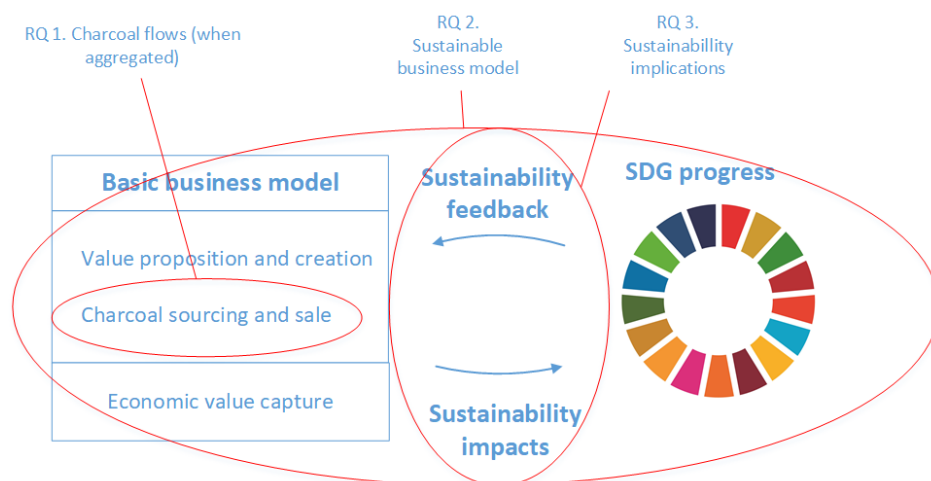 RQ 1. Charcoal flows (when
aggregated)
RQ 2.
Sustainable
business model
RQ 3.
Sustainabillity
implications
Basic business model
Value proposition and creation
Charcoal sourcing and sale
Economic value capture
Sustainability
feedback
Sustainability
impacts
SDG progress